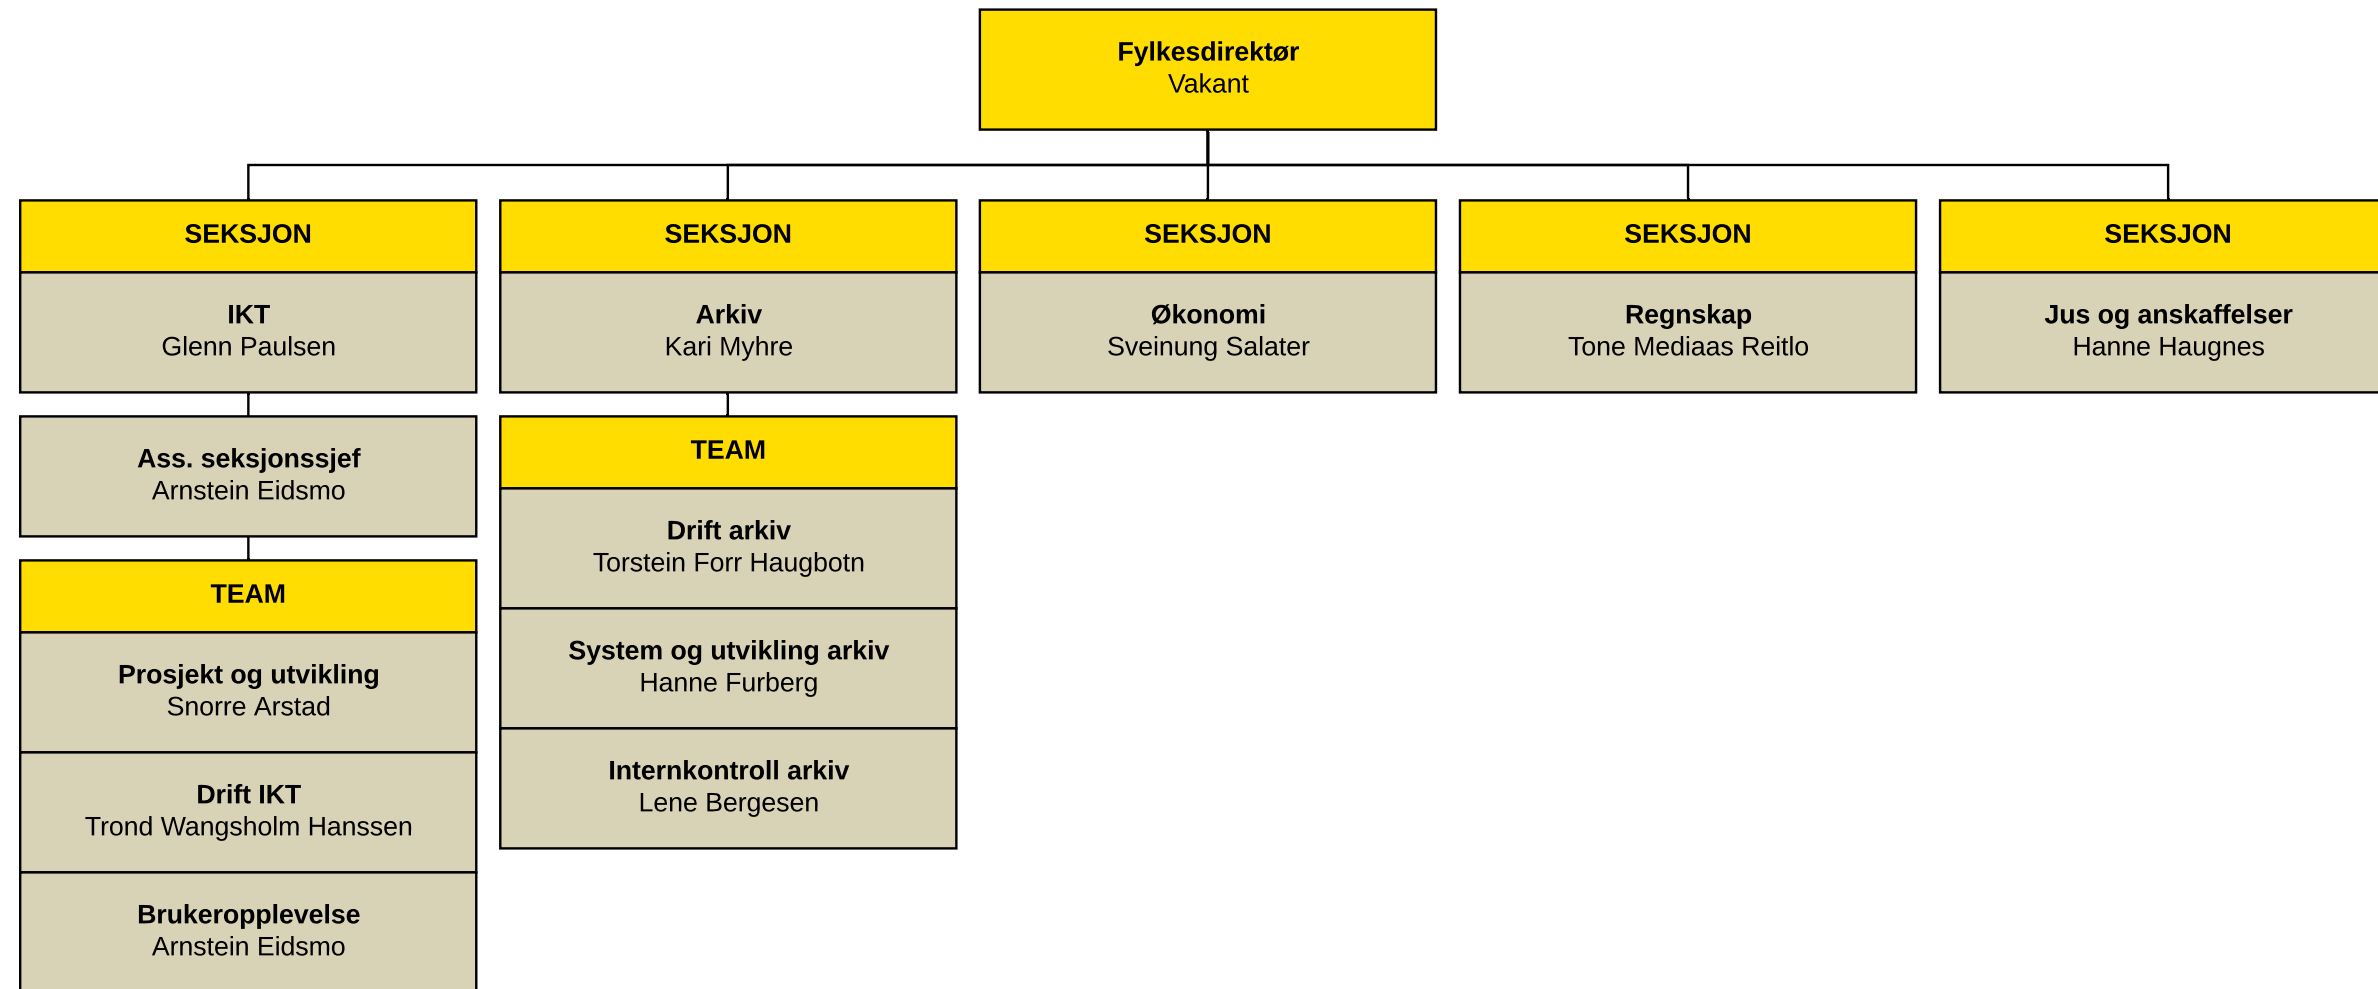 Fylkesdirektør
Vakant
SEKSJON
IKT
Glenn Paulsen
Ass. seksjonssjef
Arnstein Eidsmo
TEAM
Prosjekt og utvikling
Snorre Arstad
Drift IKT
Trond Wangsholm Hanssen
Brukeropplevelse
Arnstein Eidsmo
SEKSJON
Arkiv
Kari Myhre
TEAM
Drift arkiv
Torstein Forr Haugbotn
System og utvikling arkiv
Hanne Furberg
Internkontroll arkiv
Lene Bergesen
SEKSJON
Økonomi
Sveinung Salater
SEKSJON
Regnskap
Tone Mediaas Reitlo
SEKSJON
Jus og anskaffelser
Hanne Haugnes